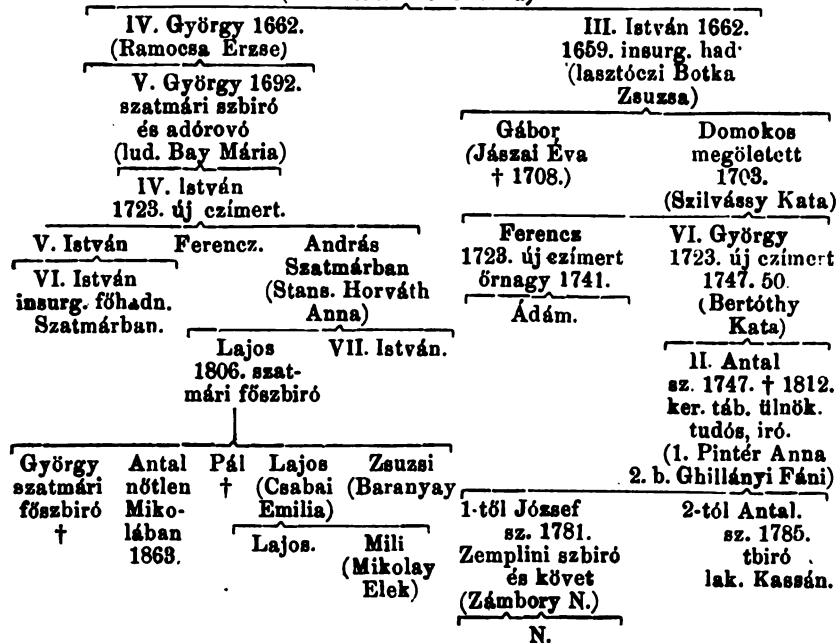 IV. György 1662.
(Ramocsa Erzse)
V. György 1692.
szatmári szbiró
és adórovó
(lud. Bay Mária)
IV. István
1723. új czímert.
V. István
VI. István
insurg. főhadn.
Szatmárban.
Ferencz.
András
Szatmárban
(Stans. Horváth
Anna)
Lajos
1806. szat-
mári főszbiró
VII. István.
György
szatmári
főszbiró
†
Antal
nőtlen
Miko-
lában
1863.
Pál
†
Lajos
(Csabai
Emilia)
Zsuzsi
(Baranyay
Lajos.
Mili
(Mikolay
Elek)
III. István 1662.
1659. insurg. had
(lasztóczi Botka
Zsuzsa)
Gábor
(Jászai Éva
† 1708.)
Domokos
megöletett
1703.
(Szilvássy Kata)
Ferencz
1723. új czímert
őrnagy 1741.
Ádám.
VI. György
1723. új czímert
1747. 50.
(Bertóthy
Kata)
II. Antal
sz. 1747. † 1812.
ker. táb. ülnök.
tudós, iró.
(1. Pintér Anna
2. b. Ghillányi Fáni)
1-től József
sz. 1781.
Zemplini szbiró
és követ
(Zámbory N.)
N.
2-tól Antal.
sz. 1785.
tbiró
lak. Kassán.